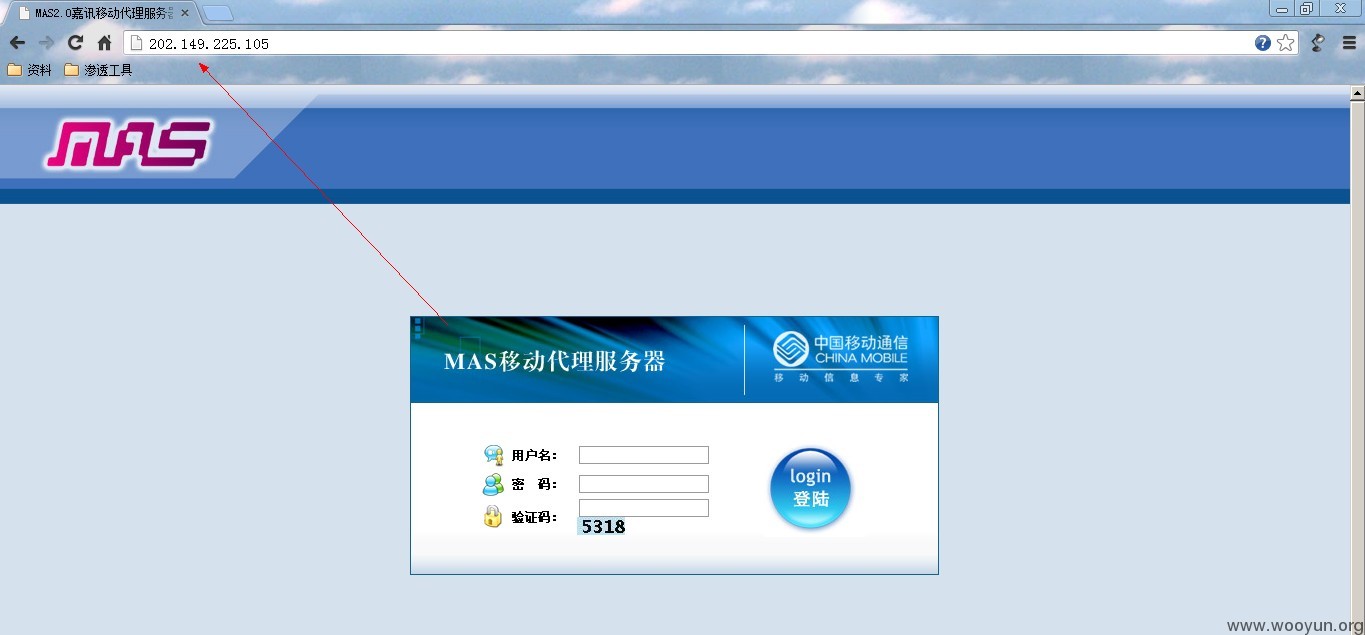 MAS2.0嘉讯移动代理服务
202.149.225.105
资料 渗透工具
MAS
MAS移动代理服务器
中国移动通信
CHINA MOBILE
移动信息专家
用户名:
密 码:
验证码:
5318
login
登陆
www.wooyun.org